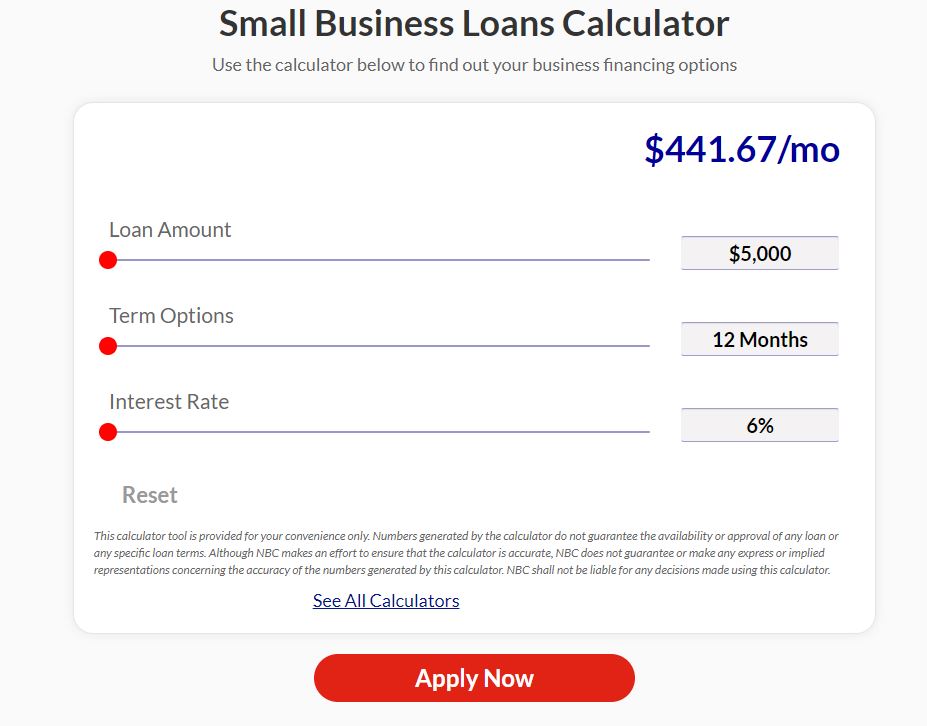 Small Business Loans Calculator
Use the calculator below to find out your business financing options
$441.67/mo
Loan Amount
$5,000
Term Options
12 Months
Interest Rate
6%
Reset
This calculator tool is provided for your convenience only. Numbers generated by the calculator do not guarantee the availability or approval of any loan or
any specific loan terms. Although NBC makes an effort to ensure that the calculator is accurate, NBC does not guarantee or make any express or implied
representations concerning the accuracy of the numbers generated by this calculator. NBC shall not be liable for any decisions made using this calculator.
See All Calculators
Apply Now